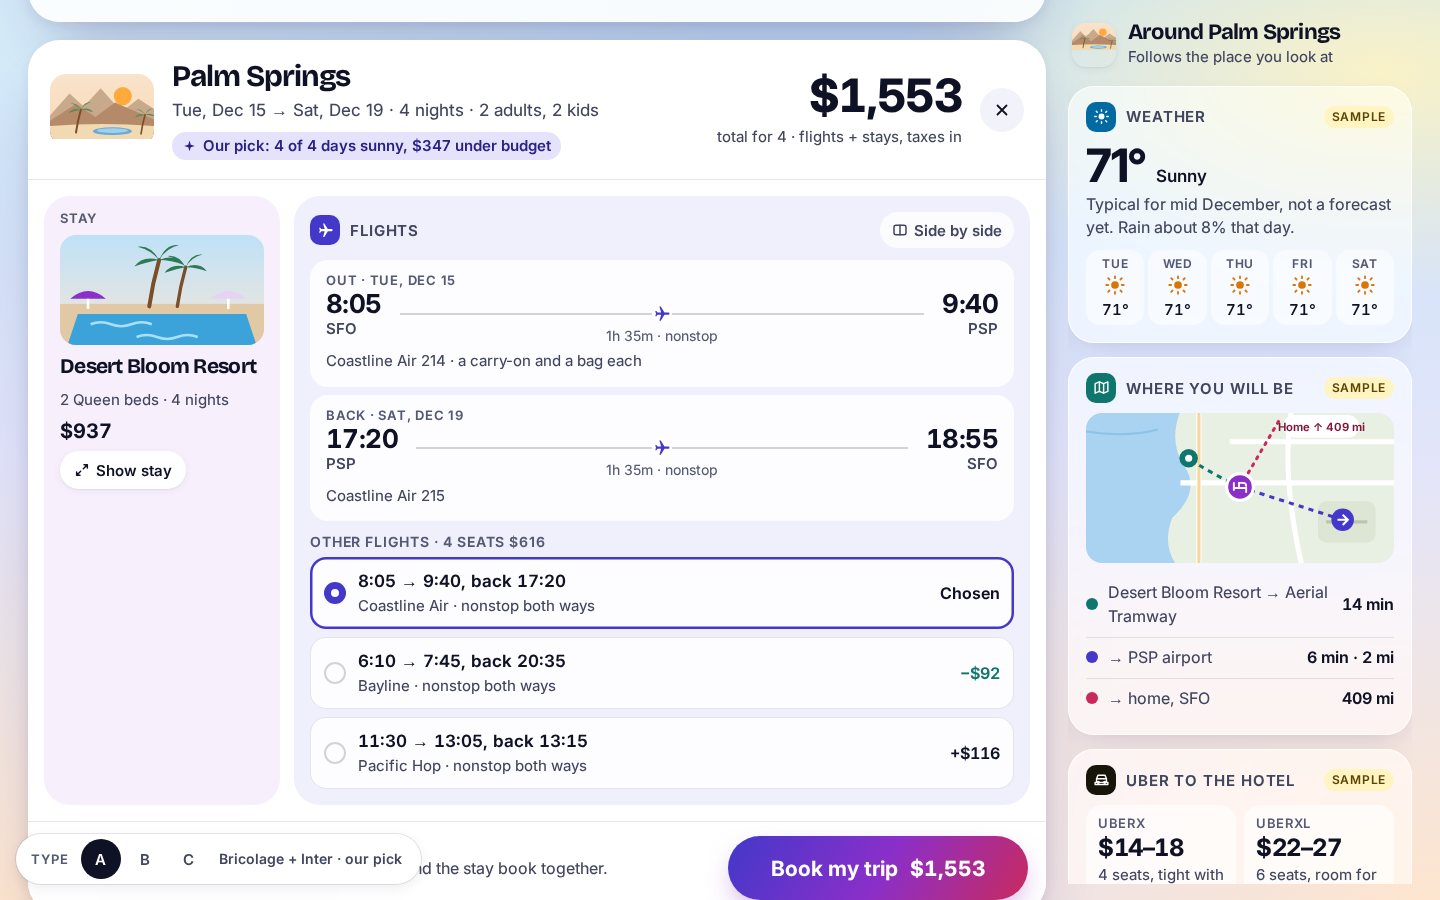 Palm Springs
Tue, Dec 15 → Sat, Dec 19 · 4 nights · 2 adults, 2 kids
Our pick: 4 of 4 days sunny, $347 under budget
$1,553
total for 4 · flights + stays, taxes in
STAY
Desert Bloom Resort
2 Queen beds · 4 nights
$937
Show stay
FLIGHTS
Side by side
OUT · TUE, DEC 15
8:05
9:40
SFO
1h 35m · nonstop
PSP
Coastline Air 214 · a carry-on and a bag each
BACK · SAT, DEC 19
17:20
18:55
PSP
1h 35m · nonstop
SFO
Coastline Air 215
OTHER FLIGHTS · 4 SEATS $616
8:05 → 9:40, back 17:20
Coastline Air · nonstop both ways
Chosen
6:10 → 7:45, back 20:35
Bayline · nonstop both ways
−$92
11:30 → 13:05, back 13:15
Pacific Hop · nonstop both ways
+$116
TYPE A B C Bricolage + Inter · our pick
the stay book together.
Book my trip $1,553
Around Palm Springs
Follows the place you look at
WEATHER
SAMPLE
71° Sunny
Typical for mid December, not a forecast
yet. Rain about 8% that day.
TUE WED THU FRI SAT
71° 71° 71° 71° 71°
WHERE YOU WILL BE
SAMPLE
Home ↑ 409 mi
Desert Bloom Resort → Aerial
Tramway
14 min
→ PSP airport
6 min · 2 mi
→ home, SFO
409 mi
UBER TO THE HOTEL
SAMPLE
UBERX
$14–18
4 seats, tight with
UBERXL
$22–27
6 seats, room for